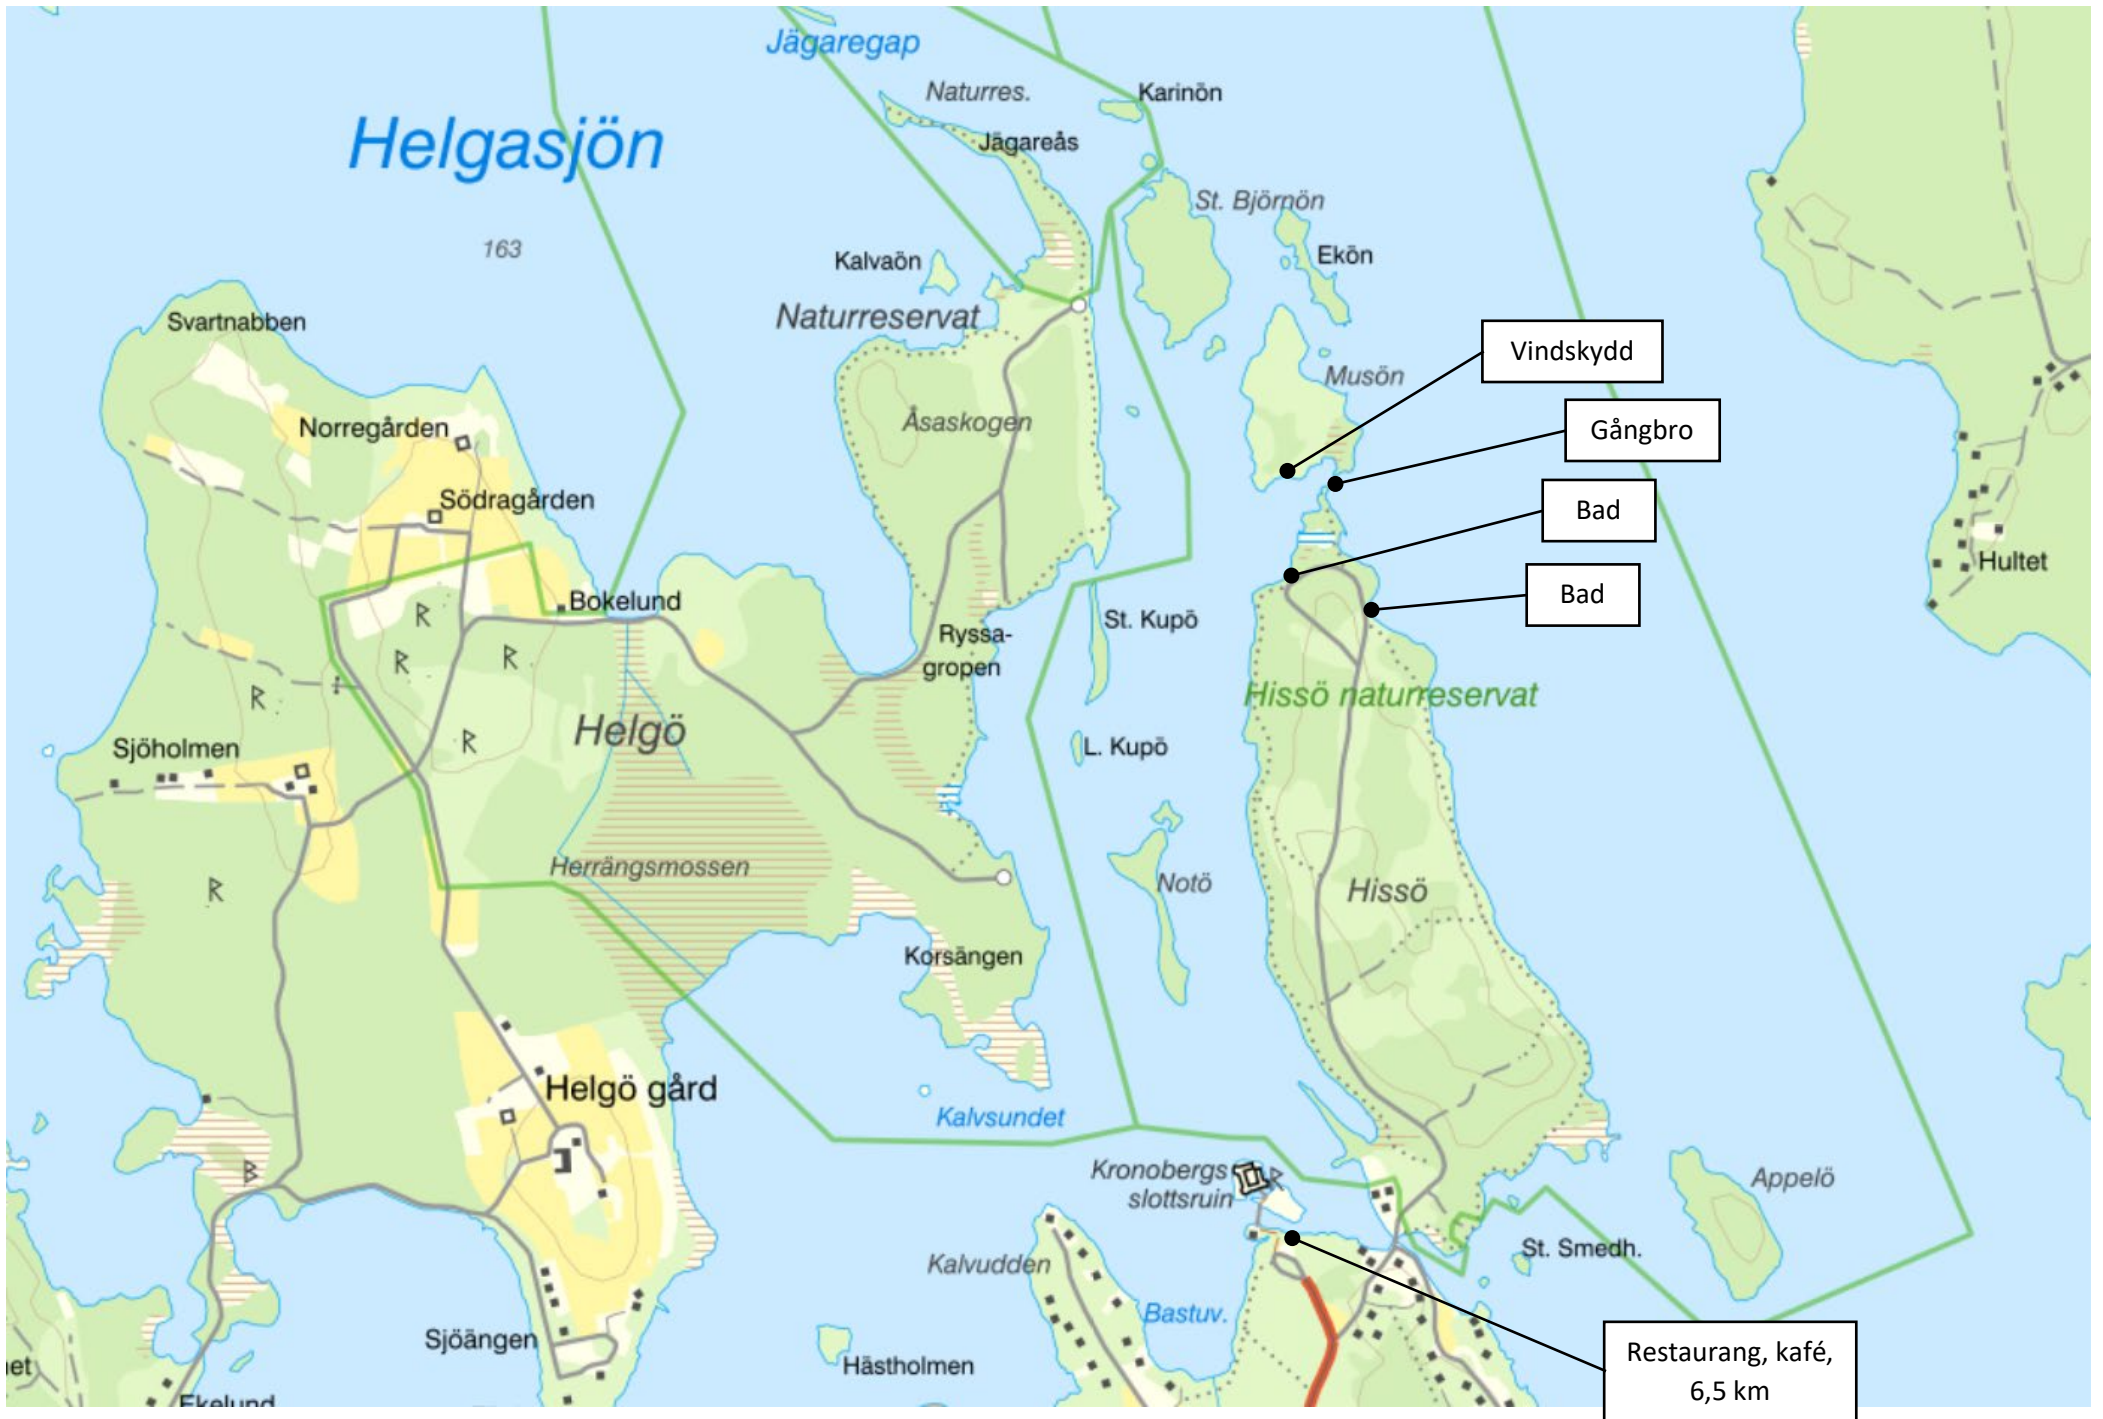 Jägaregap
Naturres.
Karinön
Helgasjön
Jägareås
St. Björnön
163
Kalvaön
Ekön
Svartnabben
Naturreservat
Vindskydd
Musön
Åsaskogen
Norregården
Gångbro
Södragården
Bad
Hultet
Bokelund
Bad
St. Kupö
Ryssa-
gropen
Hissö naturreservat
Helgö
Sjöholmen
L. Kupö
Herrängsmossen
Notö
Hissö
Korsängen
Helgö gård
Kalvsundet
Kronobergs
slottsruin
Appelö
St. Smedh.
Kalvudden
Bastuv.
Sjöängen
Hästholmen
Restaurang, kafé,
6,5 km
Ekelund